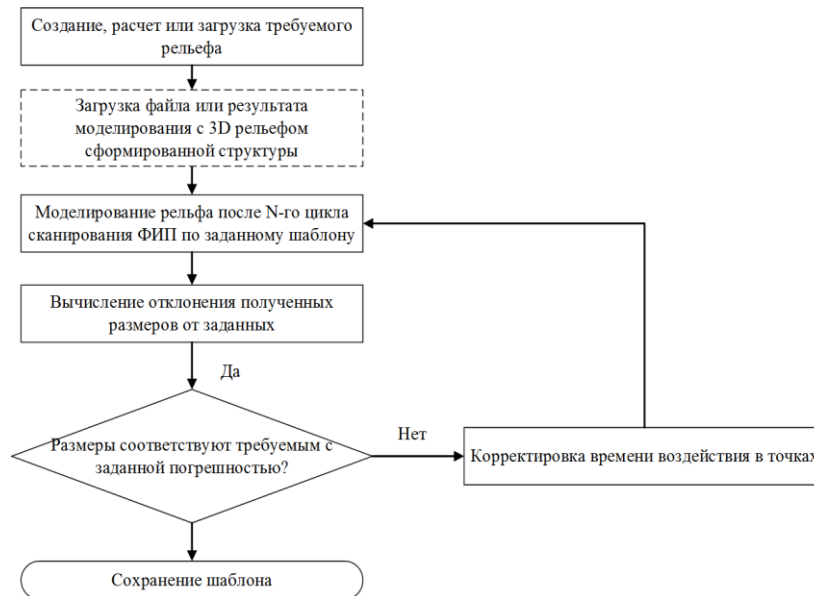 Создание, расчет или загрузка требуемого
рельефа
Загрузка файла или результата
моделирования с 3D рельефом
сформированной структуры
Моделирование рельфа после N-го цикла
сканирования ФИП по заданному шаблону
Вычисление отклонения полученных
размеров от заданных
Да
Размеры соответствуют требуемым с
заданной погрешностью?
Нет
Корректировка времени воздействия в точках
Сохранение шаблона